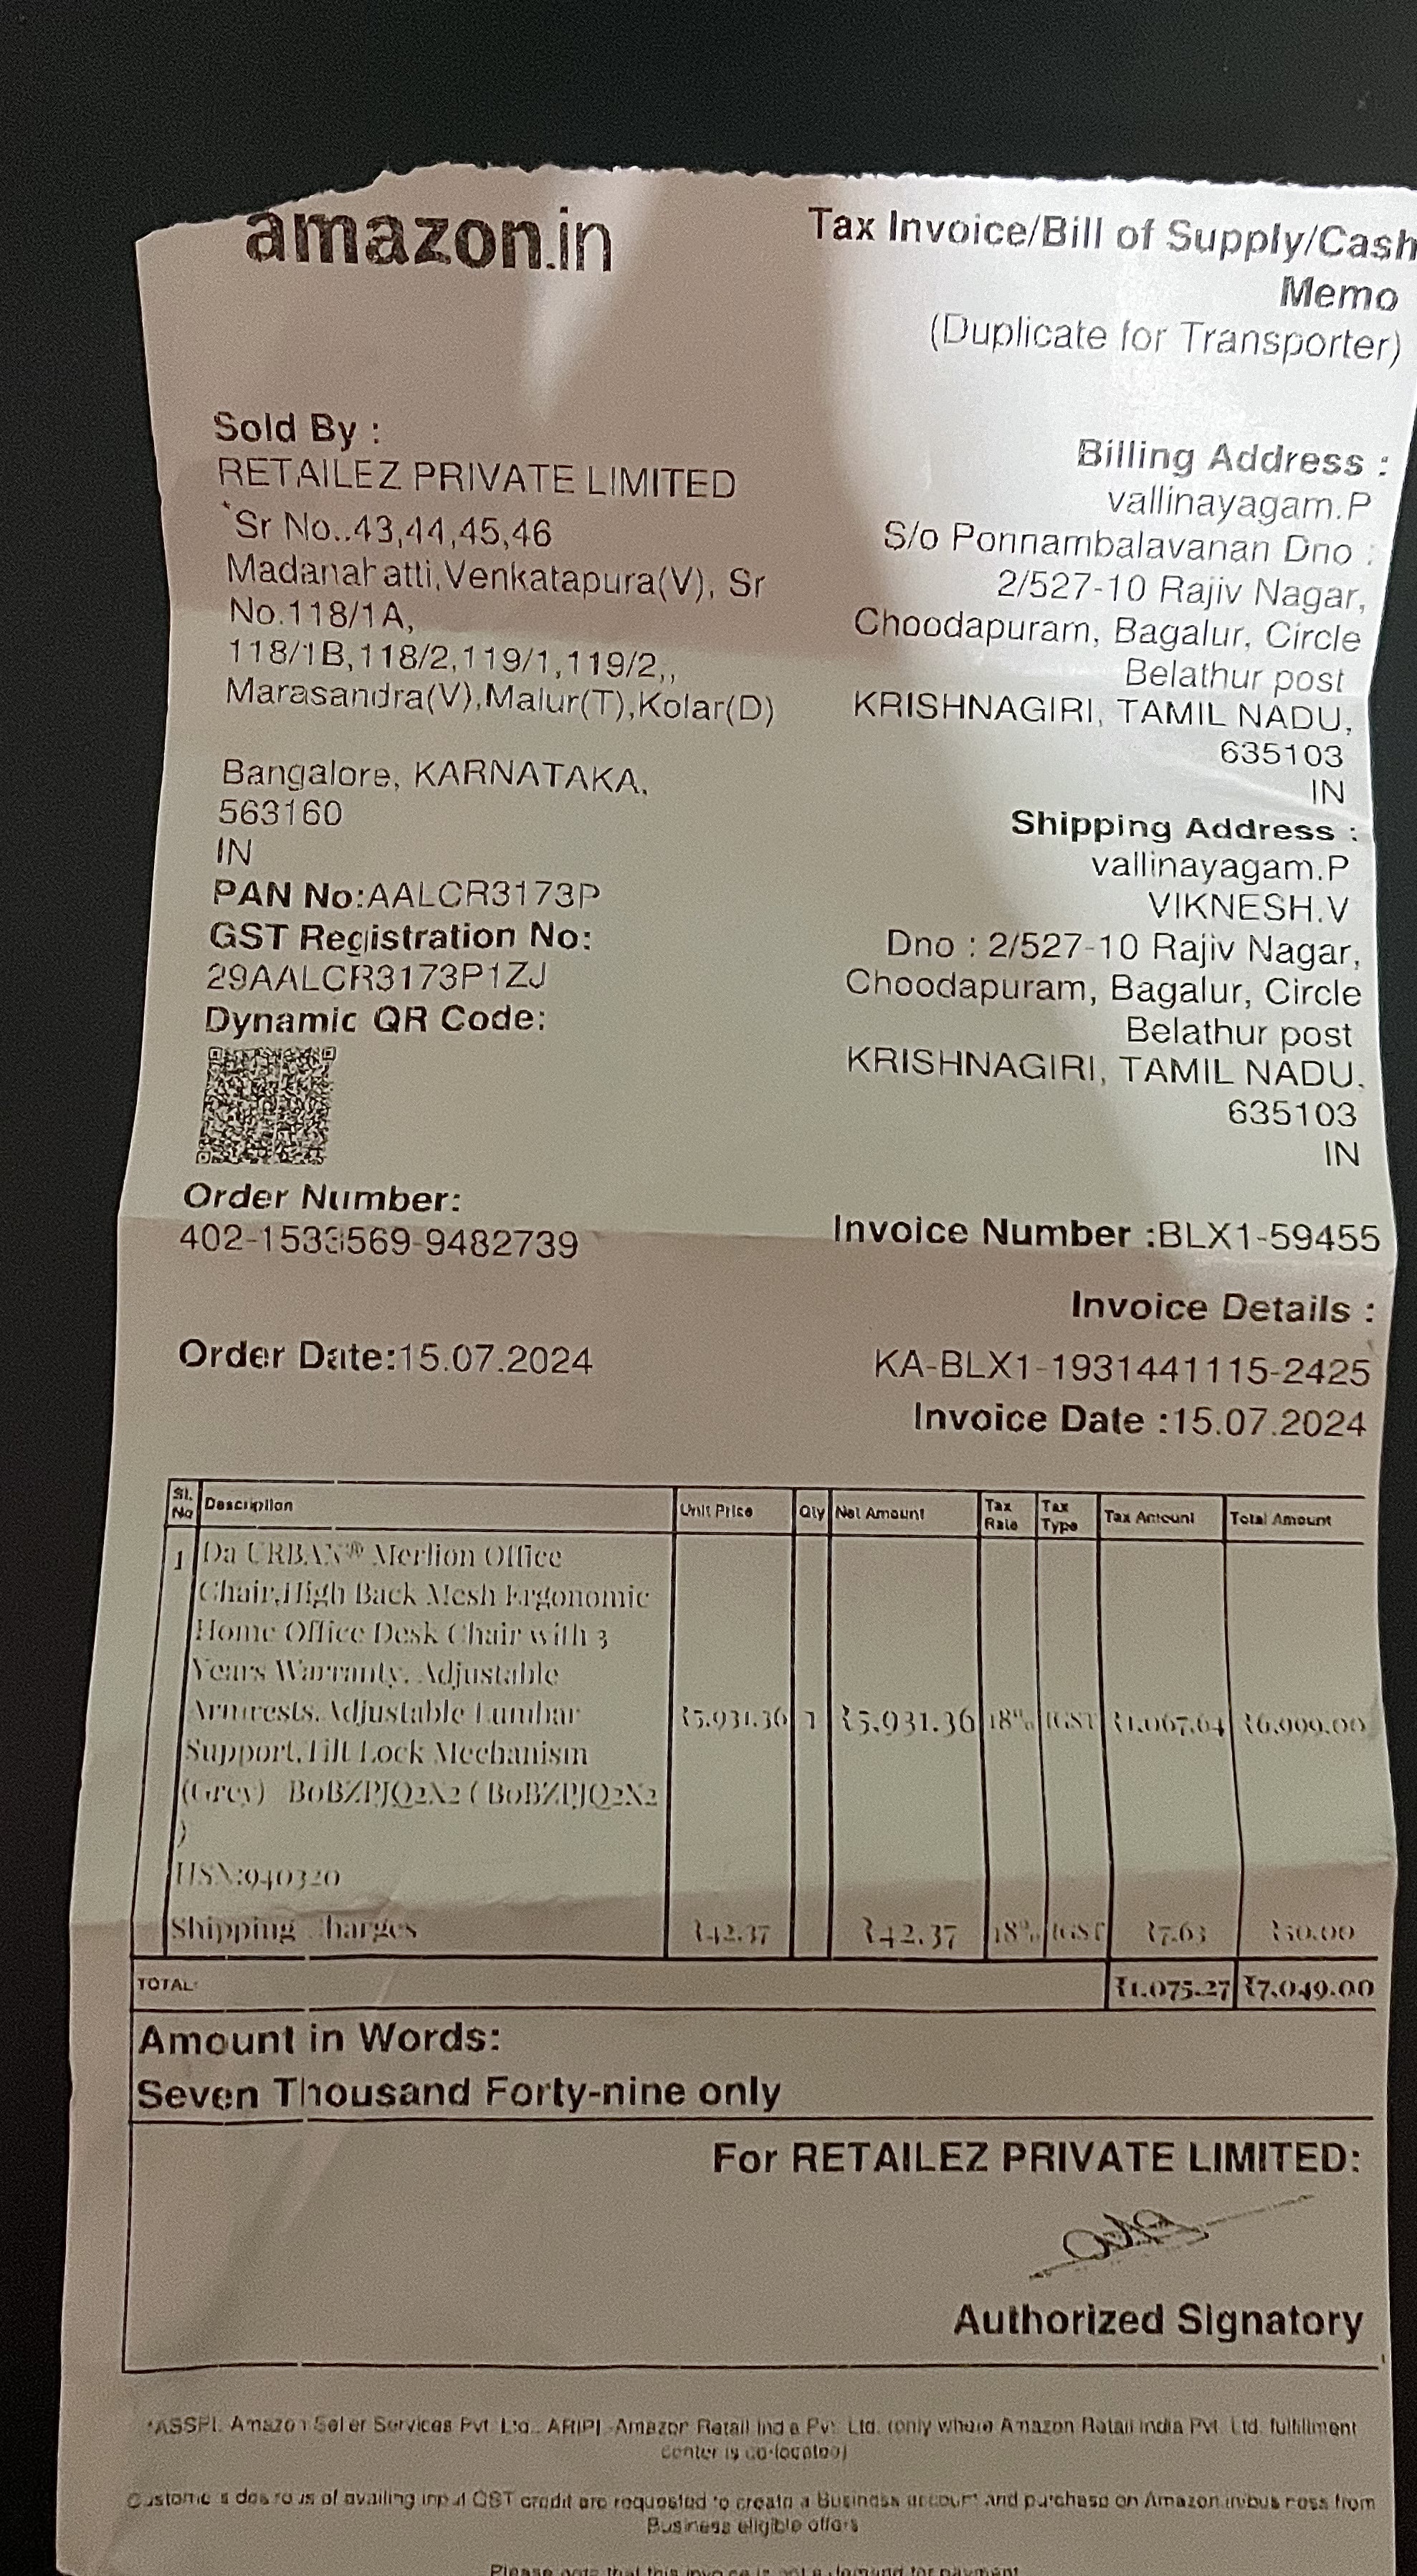 amazon.in
Tax Invoice/Bill of Supply/Cash
Memo
(Duplicate for Transporter)
Sold By :
RETAILEZ PRIVATE LIMITED
*Sr No..43,44,45,46
Madanahatti,Venkatapura(V), Sr
No.118/1A,
118/1B,118/2,119/1,119/2,,
Marasandra(V),Malur(T),Kolar(D)
Bangalore, KARNATAKA,
563160
IN
PAN No:AALCR3173P
GST Registration No:
29AALCR3173P1ZJ
Dynamic QR Code:
Billing Address :
vallinayagam.P
S/o Ponnambalavanan Dno :
2/527-10 Rajiv Nagar,
Choodapuram, Bagalur, Circle
Belathur post
KRISHNAGIRI, TAMIL NADU,
635103
IN
Shipping Address :
vallinayagam.P
VIKNESH.V
Dno : 2/527-10 Rajiv Nagar,
Choodapuram, Bagalur, Circle
Belathur post
KRISHNAGIRI, TAMIL NADU,
635103
IN
Order Number:
402-1533569-9482739
Invoice Number :BLX1-59455
Invoice Details :
Order Date:15.07.2024
KA-BLX1-1931441115-2425
Invoice Date :15.07.2024
Sl. No Description Unit Price Qty Net Amount Tax Rate Tax Type Tax Amount Total Amount
1 Da URBAN® Merlion Office
Chair,High Back Mesh Ergonomic
Home Office Desk Chair with 3
Years Warranty, Adjustable
Armrests,Adjustable Lumbar
₹5,931.36 1 ₹5,931.36 18% IGST ₹1,067.64 ₹6,999.00
Support,Tilt Lock Mechanism
(Grey) B0BZPJQ2X2 ( B0BZPJQ2X2
)
HSN:940320
Shipping Charges ₹42.37 ₹42.37 18% IGST ₹7.63 ₹50.00
TOTAL: ₹1,075.27 ₹7,049.00
Amount in Words:
Seven Thousand Forty-nine only
For RETAILEZ PRIVATE LIMITED:
Authorized Signatory
*ASSPL-Amazon Seller Services Pvt. Ltd., ARIPL-Amazon Retail India Pvt. Ltd. (only where Amazon Retail India Pvt. Ltd. fulfillment
center is co-located)
Customers desirous of availing input GST credit are requested to create a Business account and purchase on Amazon.in/business from
Business eligible offers
Please note that this invoice is not a demand for payment